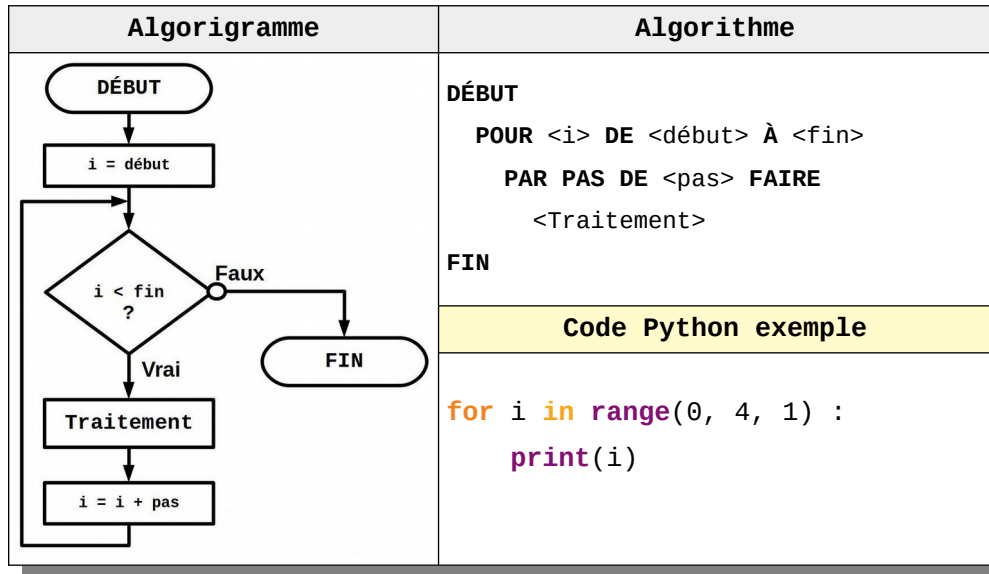 Algorigramme
DÉBUT
i = début
i < fin
?
Faux
FIN
Vrai
Traitement
i = i + pas
Algorithme
DÉBUT
POUR <i> DE <début> À <fin>
PAR PAS DE <pas> FAIRE
<Traitement>
FIN
Code Python exemple
for i in range(0, 4, 1) :
print(i)